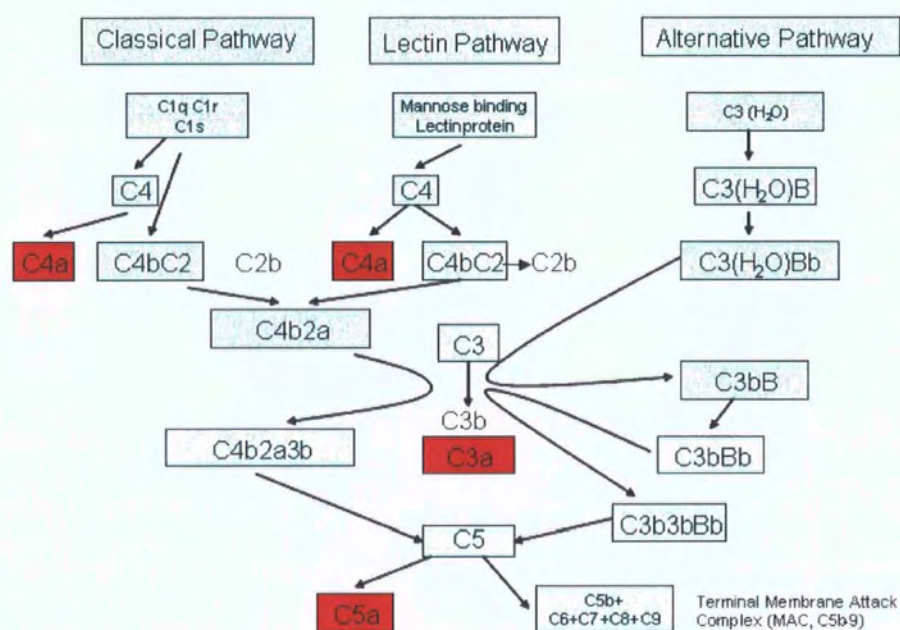 Classical Pathway
Lectin Pathway
Alternative Pathway
C1q C1r
C1s
Mannose binding
Lectinprotein
C3 (H₂O)
C4
C4
C3(H₂O)B
C4a
C4bC2
C2b
C4a
C4bC2
C2b
C3(H₂O)Bb
C4b2a
C3
C3bB
C3b
C4b2a3b
C3a
C3bBb
C3b3bBb
C5
C5a
C5b+
C6+C7+C8+C9
Terminal Membrane Attack
Complex (MAC, C5b9)